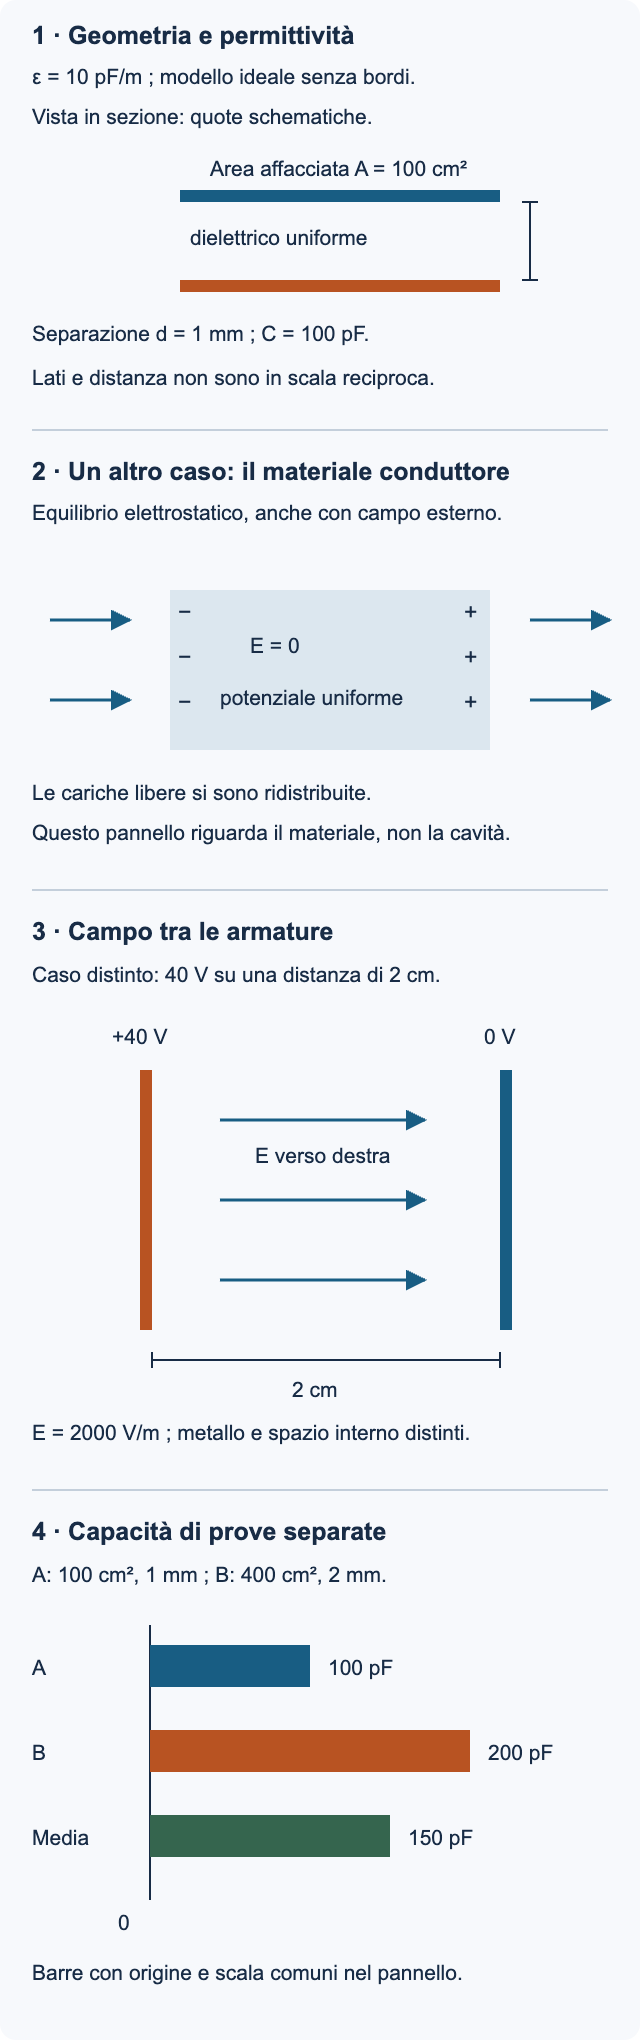 1 · Geometria e permittività
ε = 10 pF/m ; modello ideale senza bordi.
Vista in sezione: quote schematiche.
Area affacciata A = 100 cm²
dielettrico uniforme
Separazione d = 1 mm ; C = 100 pF.
Lati e distanza non sono in scala reciproca.
2 · Un altro caso: il materiale conduttore
Equilibrio elettrostatico, anche con campo esterno.
− +
E = 0
− +
− potenziale uniforme +
Le cariche libere si sono ridistribuite.
Questo pannello riguarda il materiale, non la cavità.
3 · Campo tra le armature
Caso distinto: 40 V su una distanza di 2 cm.
+40 V 0 V
E verso destra
2 cm
E = 2000 V/m ; metallo e spazio interno distinti.
4 · Capacità di prove separate
A: 100 cm², 1 mm ; B: 400 cm², 2 mm.
A 100 pF
B 200 pF
Media 150 pF
0
Barre con origine e scala comuni nel pannello.